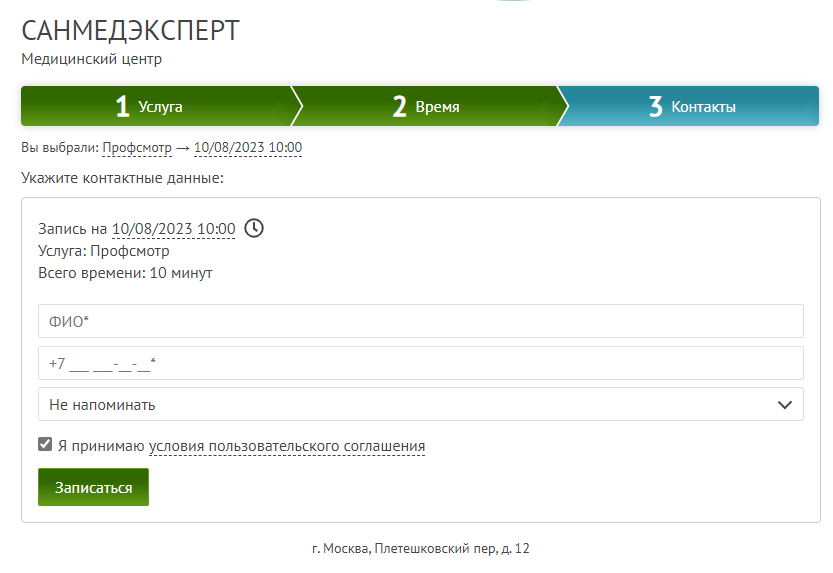 САНМЕДЭКСПЕРТ
Медицинский центр
1 Услуга
2 Время
3 Контакты
Вы выбрали: Профсмотр → 10/08/2023 10:00
Укажите контактные данные:
Запись на 10/08/2023 10:00
Услуга: Профсмотр
Всего времени: 10 минут
ФИО*
+7 ___ ___-__-__*
Не напоминать
Я принимаю условия пользовательского соглашения
Записаться
г. Москва, Плетешковский пер, д. 12